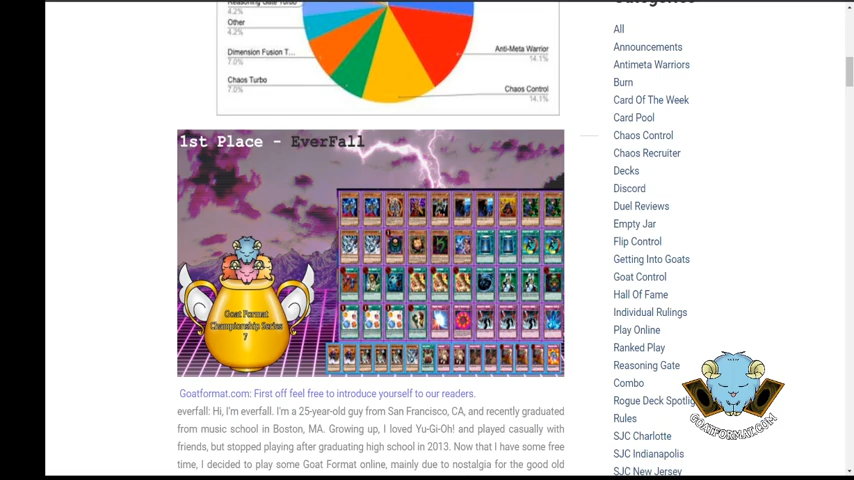 Categories
4.2%
Other
4.2%
Dimension Fusion T...
7.0%
Chaos Turbo
7.0%
Anti-Meta Warrior
14.1%
Chaos Control
14.1%
1st Place - EverFall
Goat Format
Championship Series
7
Goatformat.com: First off feel free to introduce yourself to our readers.
everfall: Hi, I'm everfall. I'm a 25-year-old guy from San Francisco, CA, and recently graduated
from music school in Boston, MA. Growing up, I loved Yu-Gi-Oh! and played casually with
friends, but stopped playing after graduating high school in 2013. Now that I have some free
time, I decided to play some Goat Format online, mainly due to nostalgia for the good old
All
Announcements
Antimeta Warriors
Burn
Card Of The Week
Card Pool
Chaos Control
Chaos Recruiter
Decks
Discord
Duel Reviews
Empty Jar
Flip Control
Getting Into Goats
Goat Control
Hall Of Fame
Individual Rulings
Play Online
Ranked Play
Reasoning Gate
Combo
Rogue Deck Spotlig
Rules
SJC Charlotte
SJC Indianapolis
SJC New Jersey
GOATFORMAT.COM